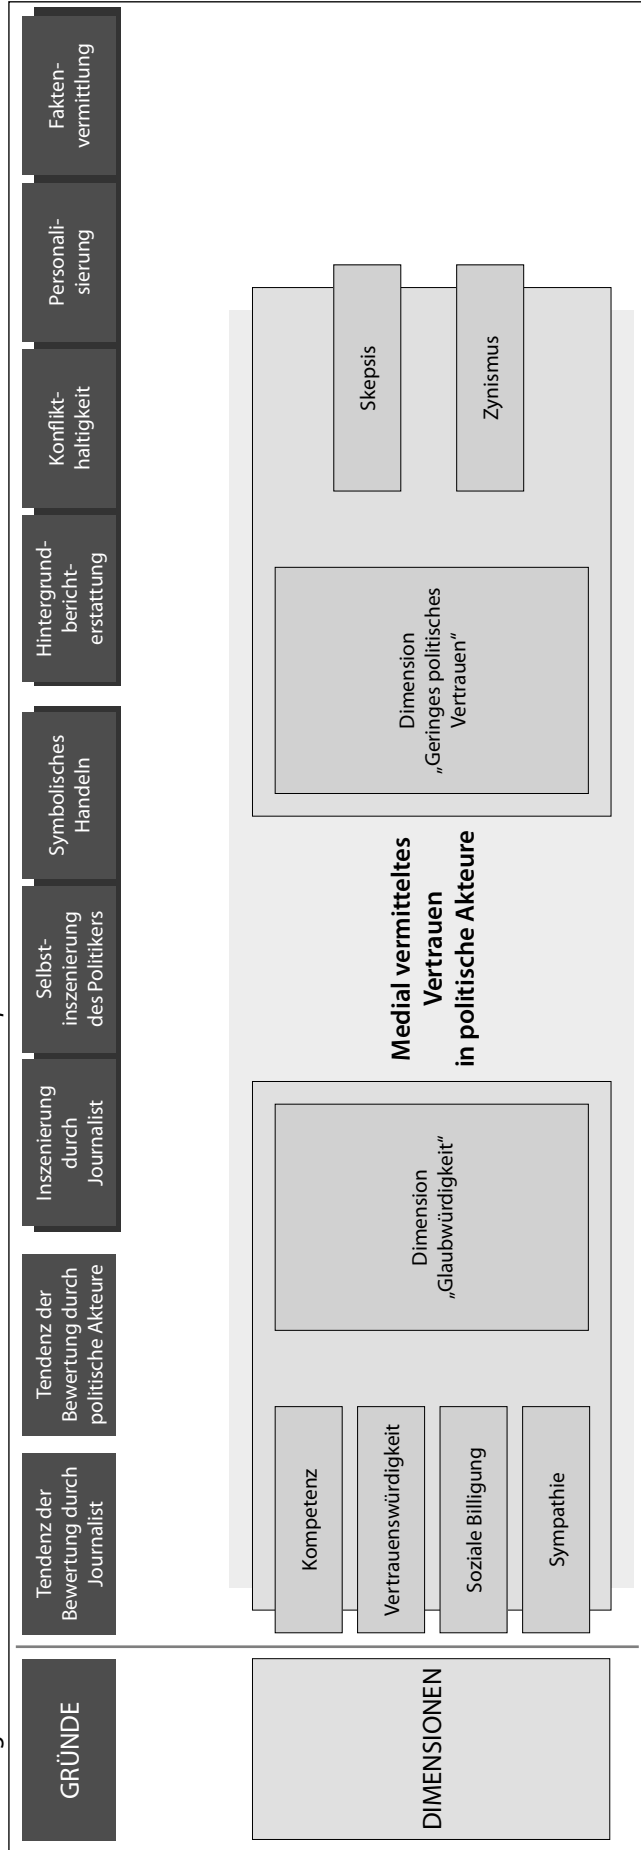 GRÜNDE
Tendenz der
Bewertung durch
Journalist
Tendenz der
Bewertung durch
politische Akteure
Inszenierung
durch
Journalist
Selbst-
inszenierung
des Politikers
Symbolisches
Handeln
Hintergrund-
bericht-
erstattung
Konflikt-
haltigkeit
Personali-
sierung
Fakten-
vermittlung
DIMENSIONEN
Kompetenz
Vertrauenswürdigkeit
Soziale Billigung
Sympathie
Dimension
„Glaubwürdigkeit“
Medial vermitteltes
Vertrauen
in politische Akteure
Dimension
„Geringes politisches
Vertrauen“
Skepsis
Zynismus